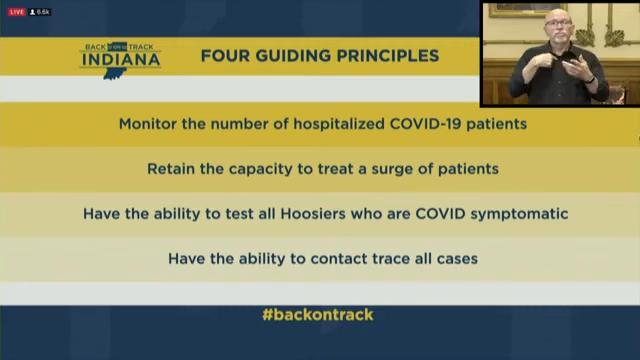 LIVE 6.6k
BACK ON TRACK
INDIANA
FOUR GUIDING PRINCIPLES
Monitor the number of hospitalized COVID-19 patients
Retain the capacity to treat a surge of patients
Have the ability to test all Hoosiers who are COVID symptomatic
Have the ability to contact trace all cases
#backontrack